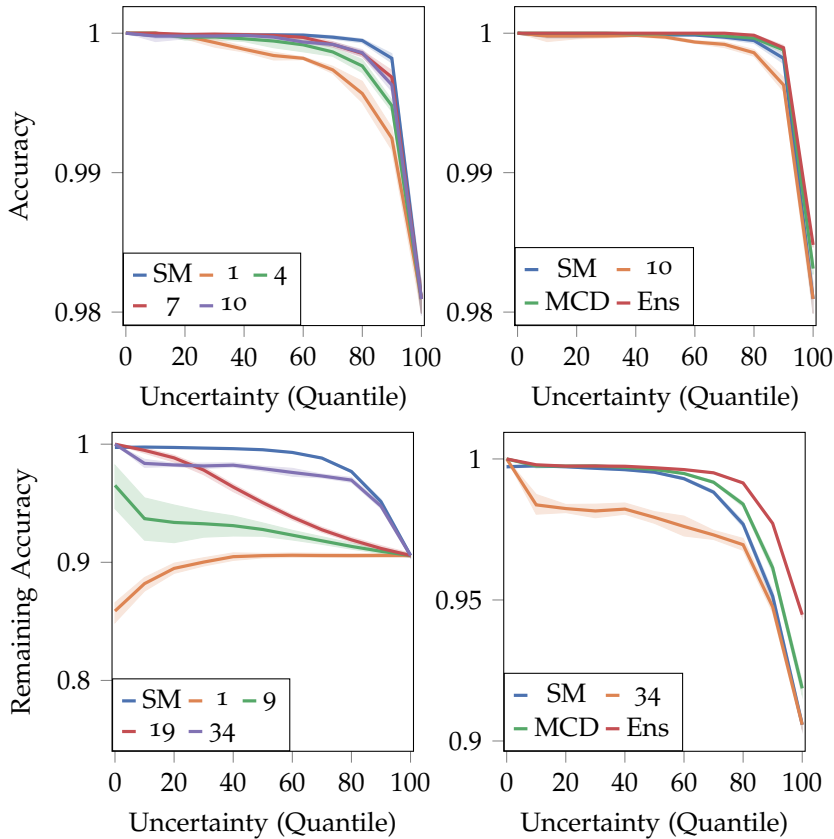 1
0.99
0.98
Accuracy
SM 1 4
7 10
0 20 40 60 80 100
Uncertainty (Quantile)
1
0.99
0.98
SM 10
MCD Ens
0 20 40 60 80 100
Uncertainty (Quantile)
1
0.9
0.8
Remaining Accuracy
SM 1 9
19 34
0 20 40 60 80 100
Uncertainty (Quantile)
1
0.95
0.9
SM 34
MCD Ens
0 20 40 60 80 100
Uncertainty (Quantile)